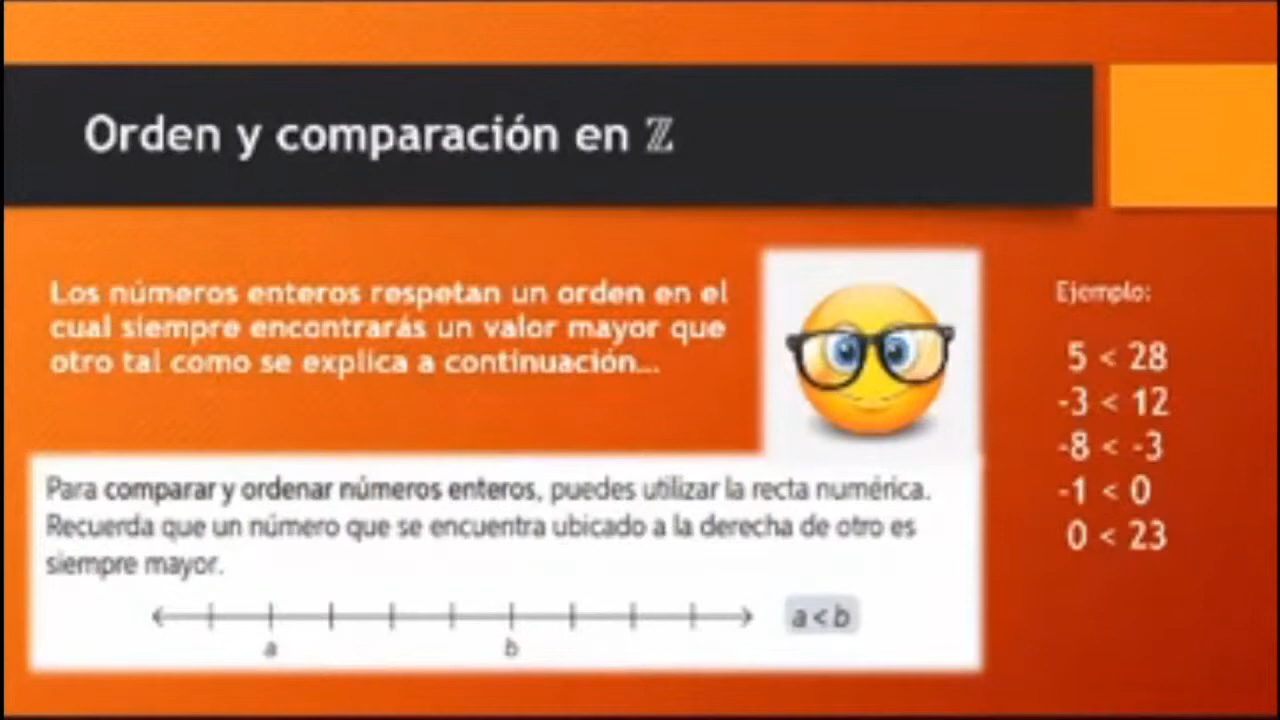 Orden y comparación en ℤ
Los números enteros respetan un orden en el
cual siempre encontrarás un valor mayor que
otro tal como se explica a continuación...
Ejemplo:
5 < 28
-3 < 12
-8 < -3
-1 < 0
0 < 23
Para comparar y ordenar números enteros, puedes utilizar la recta numérica.
Recuerda que un número que se encuentra ubicado a la derecha de otro es
siempre mayor.
a < b
a b